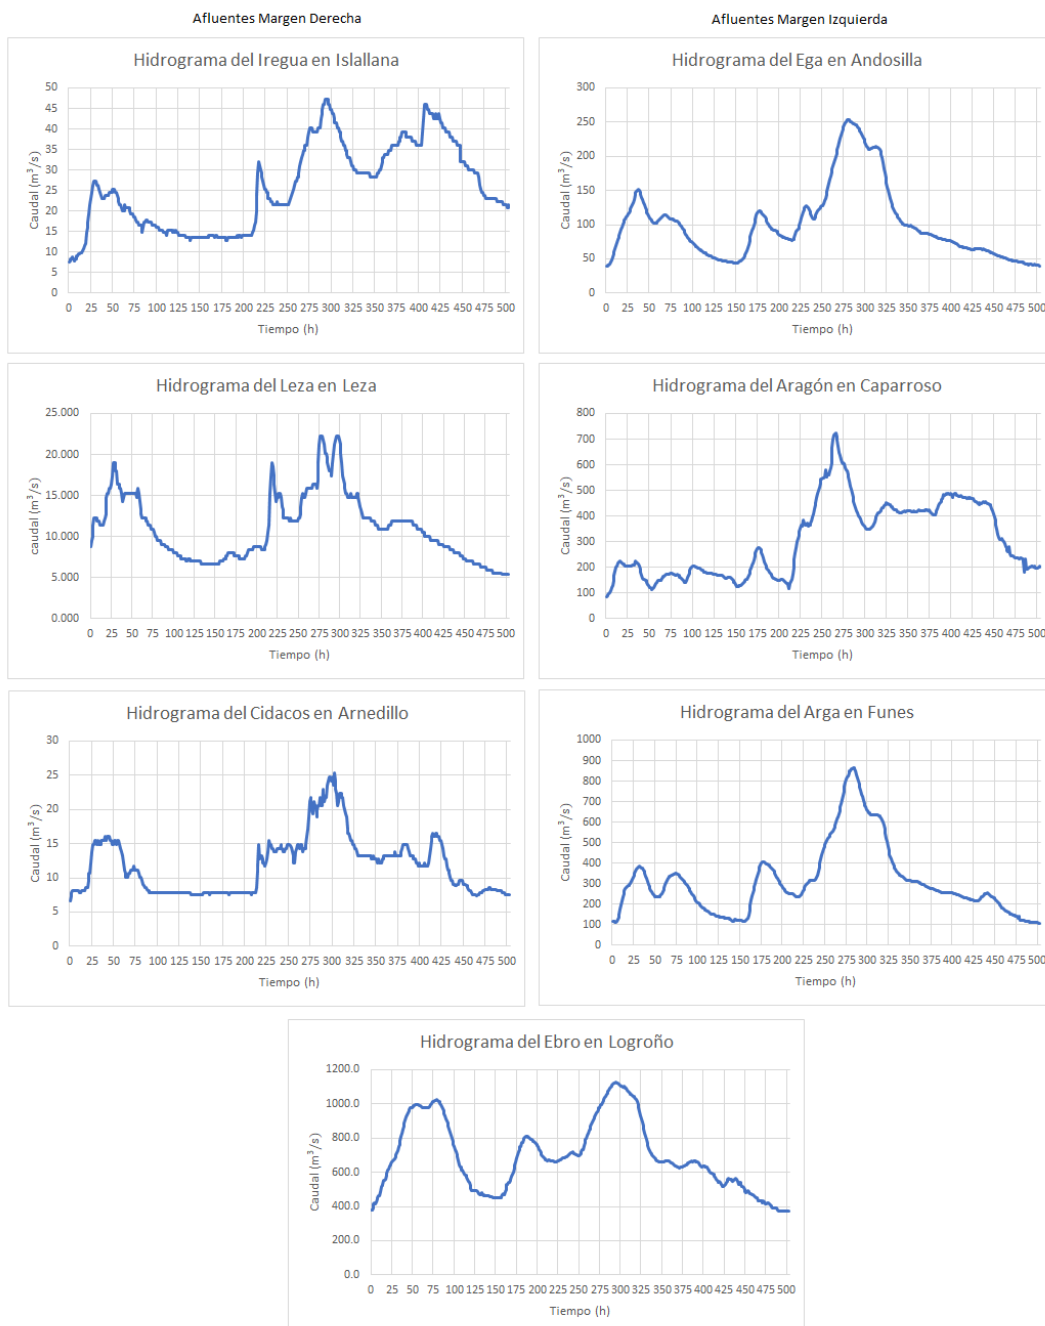 Afluentes Margen Derecha
Afluentes Margen Izquierda
Hidrograma del Iregua en Islallana
50
45
40
35
30
25
20
15
10
5
0
Caudal (m³/s)
0 25 50 75 100 125 150 175 200 225 250 275 300 325 350 375 400 425 450 475 500
Tiempo (h)
Hidrograma del Ega en Andosilla
300
250
200
150
100
50
0
Caudal (m³/s)
0 25 50 75 100 125 150 175 200 225 250 275 300 325 350 375 400 425 450 475 500
Tiempo (h)
Hidrograma del Leza en Leza
25.000
20.000
15.000
10.000
5.000
0.000
caudal (m³/s)
0 25 50 75 100 125 150 175 200 225 250 275 300 325 350 375 400 425 450 475 500
Tiempo (h)
Hidrograma del Aragón en Caparroso
800
700
600
500
400
300
200
100
0
Caudal (m³/s)
0 25 50 75 100 125 150 175 200 225 250 275 300 325 350 375 400 425 450 475 500
Tiempo (h)
Hidrograma del Cidacos en Arnedillo
30
25
20
15
10
5
0
Caudal (m³/s)
0 25 50 75 100 125 150 175 200 225 250 275 300 325 350 375 400 425 450 475 500
Tiempo (h)
Hidrograma del Arga en Funes
1000
900
800
700
600
500
400
300
200
100
0
Caudal (m³/s)
0 25 50 75 100 125 150 175 200 225 250 275 300 325 350 375 400 425 450 475 500
Tiempo (h)
Hidrograma del Ebro en Logroño
1200.0
1000.0
800.0
600.0
400.0
200.0
0.0
Caudal (m³/s)
0 25 50 75 100 125 150 175 200 225 250 275 300 325 350 375 400 425 450 475 500
Tiempo (h)